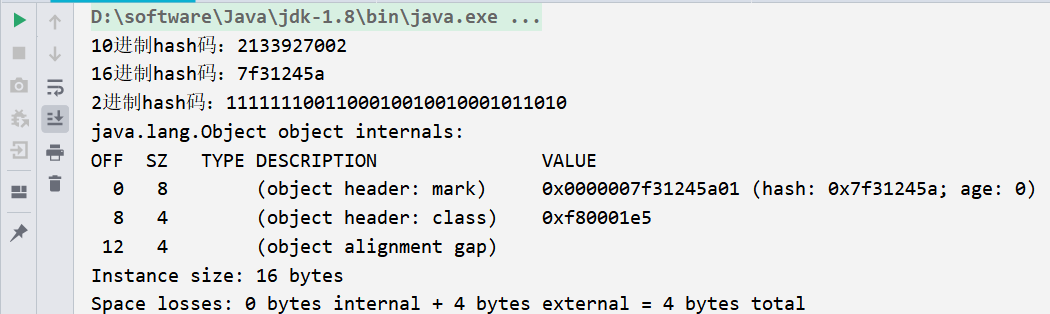 D:\software\Java\jdk-1.8\bin\java.exe ...
10进制hash码：2133927002
16进制hash码：7f31245a
2进制hash码：1111111001100010010010001011010
java.lang.Object object internals:
OFF  SZ   TYPE DESCRIPTION               VALUE
  0   8        (object header: mark)     0x0000007f31245a01 (hash: 0x7f31245a; age: 0)
  8   4        (object header: class)    0xf80001e5
 12   4        (object alignment gap)
Instance size: 16 bytes
Space losses: 0 bytes internal + 4 bytes external = 4 bytes total